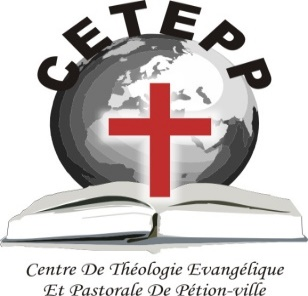 CETEPP
Centre De Théologie Evangélique
Et Pastorale De Pétion-ville